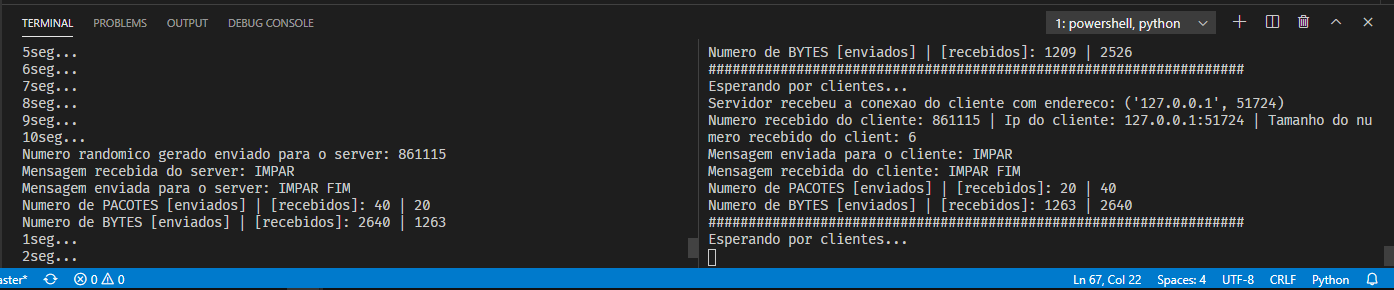 TERMINAL PROBLEMS OUTPUT DEBUG CONSOLE 1: powershell, python
5seg...
6seg...
7seg...
8seg...
9seg...
10seg...
Numero randomico gerado enviado para o server: 861115
Mensagem recebida do server: IMPAR
Mensagem enviada para o server: IMPAR FIM
Numero de PACOTES [enviados] | [recebidos]: 40 | 20
Numero de BYTES [enviados] | [recebidos]: 2640 | 1263
1seg...
2seg...
Numero de BYTES [enviados] | [recebidos]: 1209 | 2526
###################################################################
Esperando por clientes...
Servidor recebeu a conexao do cliente com endereco: ('127.0.0.1', 51724)
Numero recebido do cliente: 861115 | Ip do cliente: 127.0.0.1:51724 | Tamanho do nu
mero recebido do client: 6
Mensagem enviada para o cliente: IMPAR
Mensagem recebida do cliente: IMPAR FIM
Numero de PACOTES [enviados] | [recebidos]: 20 | 40
Numero de BYTES [enviados] | [recebidos]: 1263 | 2640
###################################################################
Esperando por clientes...
aster* 0 0 Ln 67, Col 22 Spaces: 4 UTF-8 CRLF Python